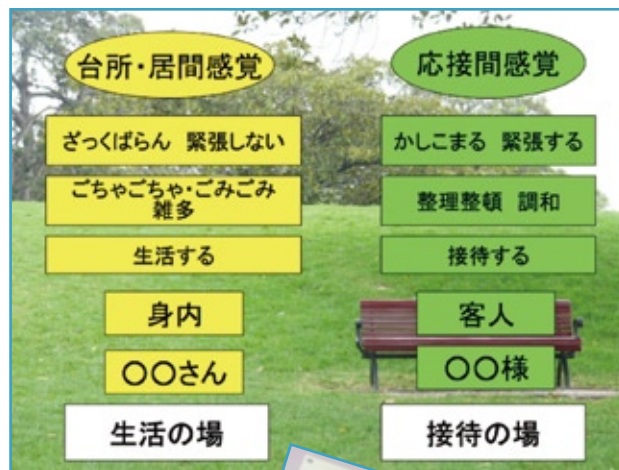 台所・居間感覚
応接間感覚
ざっくばらん 緊張しない
かしこまる 緊張する
ごちゃごちゃ・ごみごみ
雑多
整理整頓 調和
生活する
接待する
身内
客人
〇〇さん
〇〇様
生活の場
接待の場